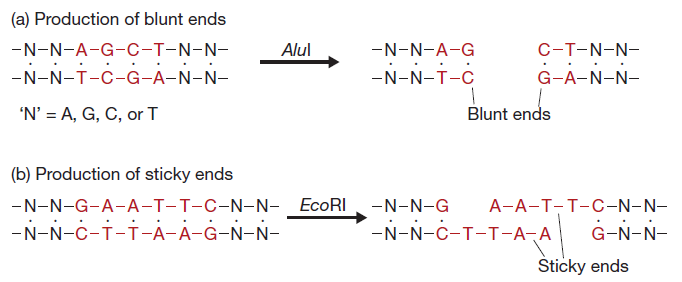 (a) Production of blunt ends
–N–N–A–G–C–T–N–N– AluI –N–N–A–G C–T–N–N–
–N–N–T–C–G–A–N–N– –N–N–T–C G–A–N–N–
'N' = A, G, C, or T Blunt ends
(b) Production of sticky ends
–N–N–G–A–A–T–T–C–N–N– EcoRI –N–N–G A–A–T–T–C–N–N–
–N–N–C–T–T–A–A–G–N–N– –N–N–C–T–T–A–A G–N–N–
Sticky ends